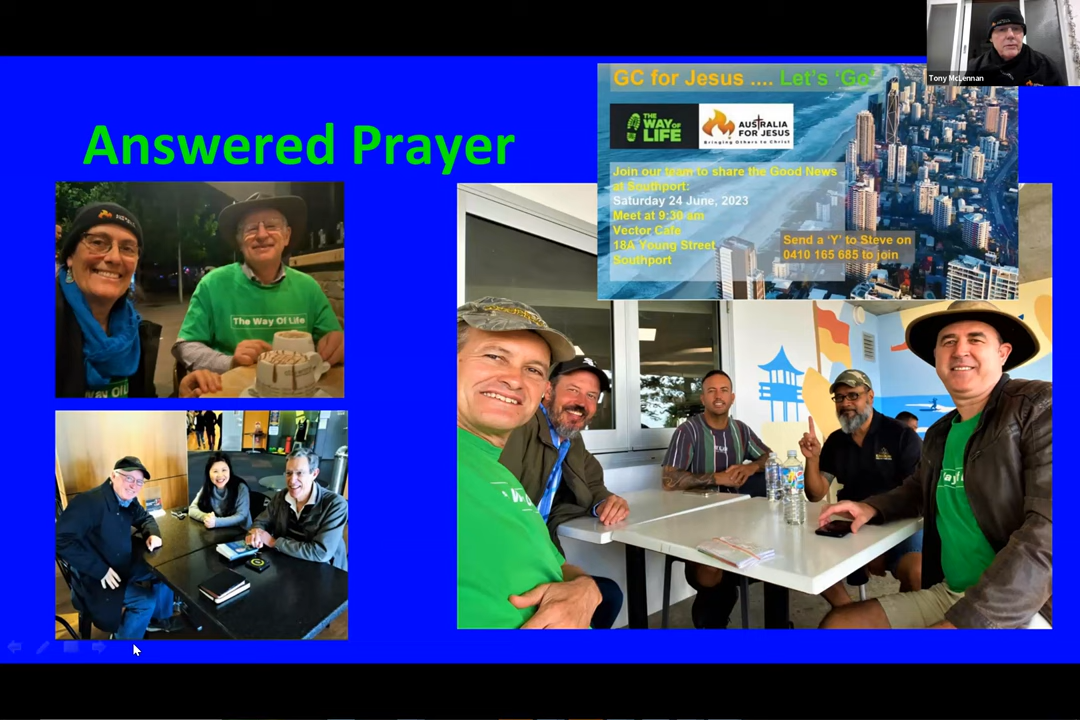 Answered Prayer
GC for Jesus .... Let's 'Go'
THE
WAY OF
LIFE
AUSTRALIA
FOR JESUS
Bringing Others to Christ
Join our team to share the Good News
at Southport:
Saturday 24 June, 2023
Meet at 9:30 am
Vector Cafe
18A Young Street
Southport
Send a 'Y' to Steve on
0410 165 685 to join
Tony McLennan
The Way Of Life